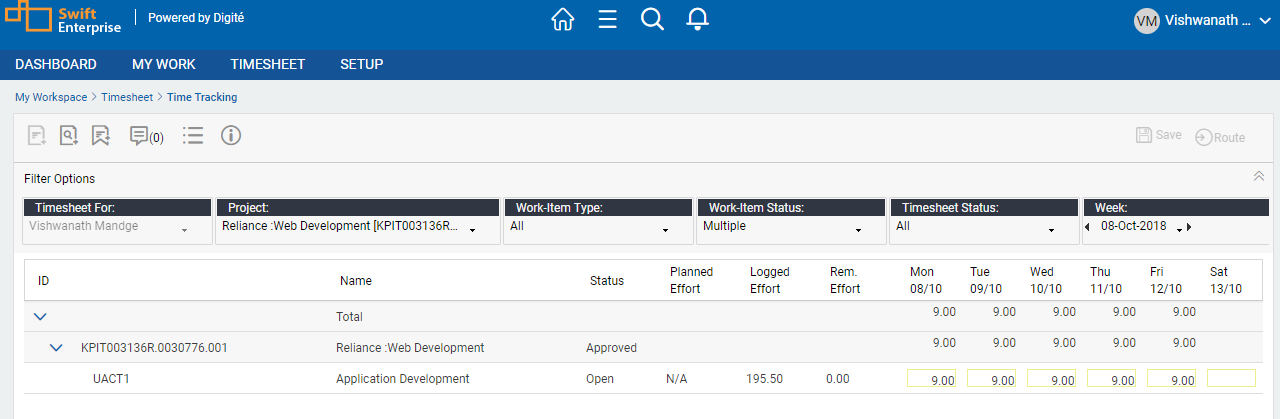 Swift
Enterprise
Powered by Digité
VM Vishwanath ...
DASHBOARD MY WORK TIMESHEET SETUP
My Workspace > Timesheet > Time Tracking
(0)
Save Route
Filter Options
Timesheet For: Project: Work-Item Type: Work-Item Status: Timesheet Status: Week:
Vishwanath Mandge Reliance :Web Development [KPIT003136R... All Multiple All 08-Oct-2018
ID Name Status Planned Effort Logged Effort Rem. Effort Mon 08/10 Tue 09/10 Wed 10/10 Thu 11/10 Fri 12/10 Sat 13/10
Total 9.00 9.00 9.00 9.00 9.00
KPIT003136R.0030776.001 Reliance :Web Development Approved 9.00 9.00 9.00 9.00 9.00
UACT1 Application Development Open N/A 195.50 0.00 9.00 9.00 9.00 9.00 9.00